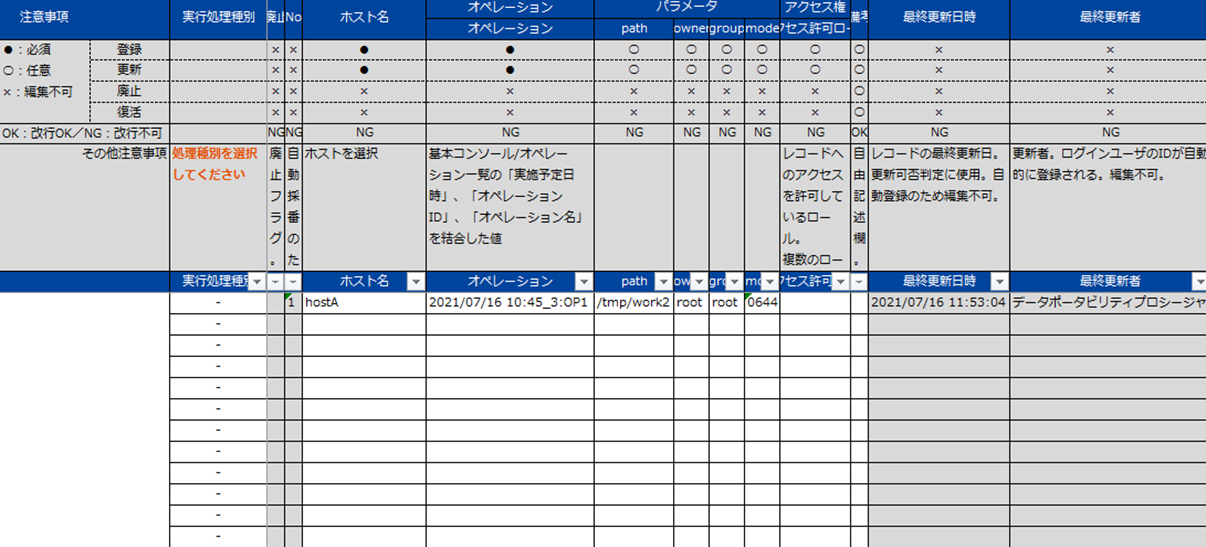 注意事項 実行処理種別 廃止 No ホスト名 オペレーション パラメータ アクセス権 備考 最終更新日時 最終更新者
オペレーション path owner group mode アクセス許可ロー
●：必須 登録 × × ● ● ○ ○ ○ ○ ○ ○ × ×
○：任意 更新 × × ● ● ○ ○ ○ ○ ○ ○ × ×
×：編集不可 廃止 × × × × × × × × × ○ × ×
復活 × × × × × × × × × ○ × ×
OK：改行OK／NG：改行不可 NG NG NG NG NG NG NG NG NG OK NG NG
その他注意事項
処理種別を選択
してください
廃
止
フ
ラ
グ
。
自
動
採
番
の
た
ホストを選択
基本コンソール/オペレー
ション一覧の「実施予定日
時」、「オペレーション
ID」、「オペレーション名」
を結合した値
レコードへ
のアクセス
を許可して
いるロー
ル。
複数のロー
自
由
記
述
欄
。
レコードの最終更新日。
更新可否判定に使用。自
動登録のため編集不可。
更新者。ログインユーザのIDが自動
的に登録される。編集不可。
実行処理種別 ホスト名 オペレーション path ow gro mo アクセス許可 最終更新日時 最終更新者
- 1 hostA 2021/07/16 10:45_3:OP1 /tmp/work2 root root 0644 2021/07/16 11:53:04 データポータビリティプロシージャ
-
-
-
-
-
-
-
-
-
-
-